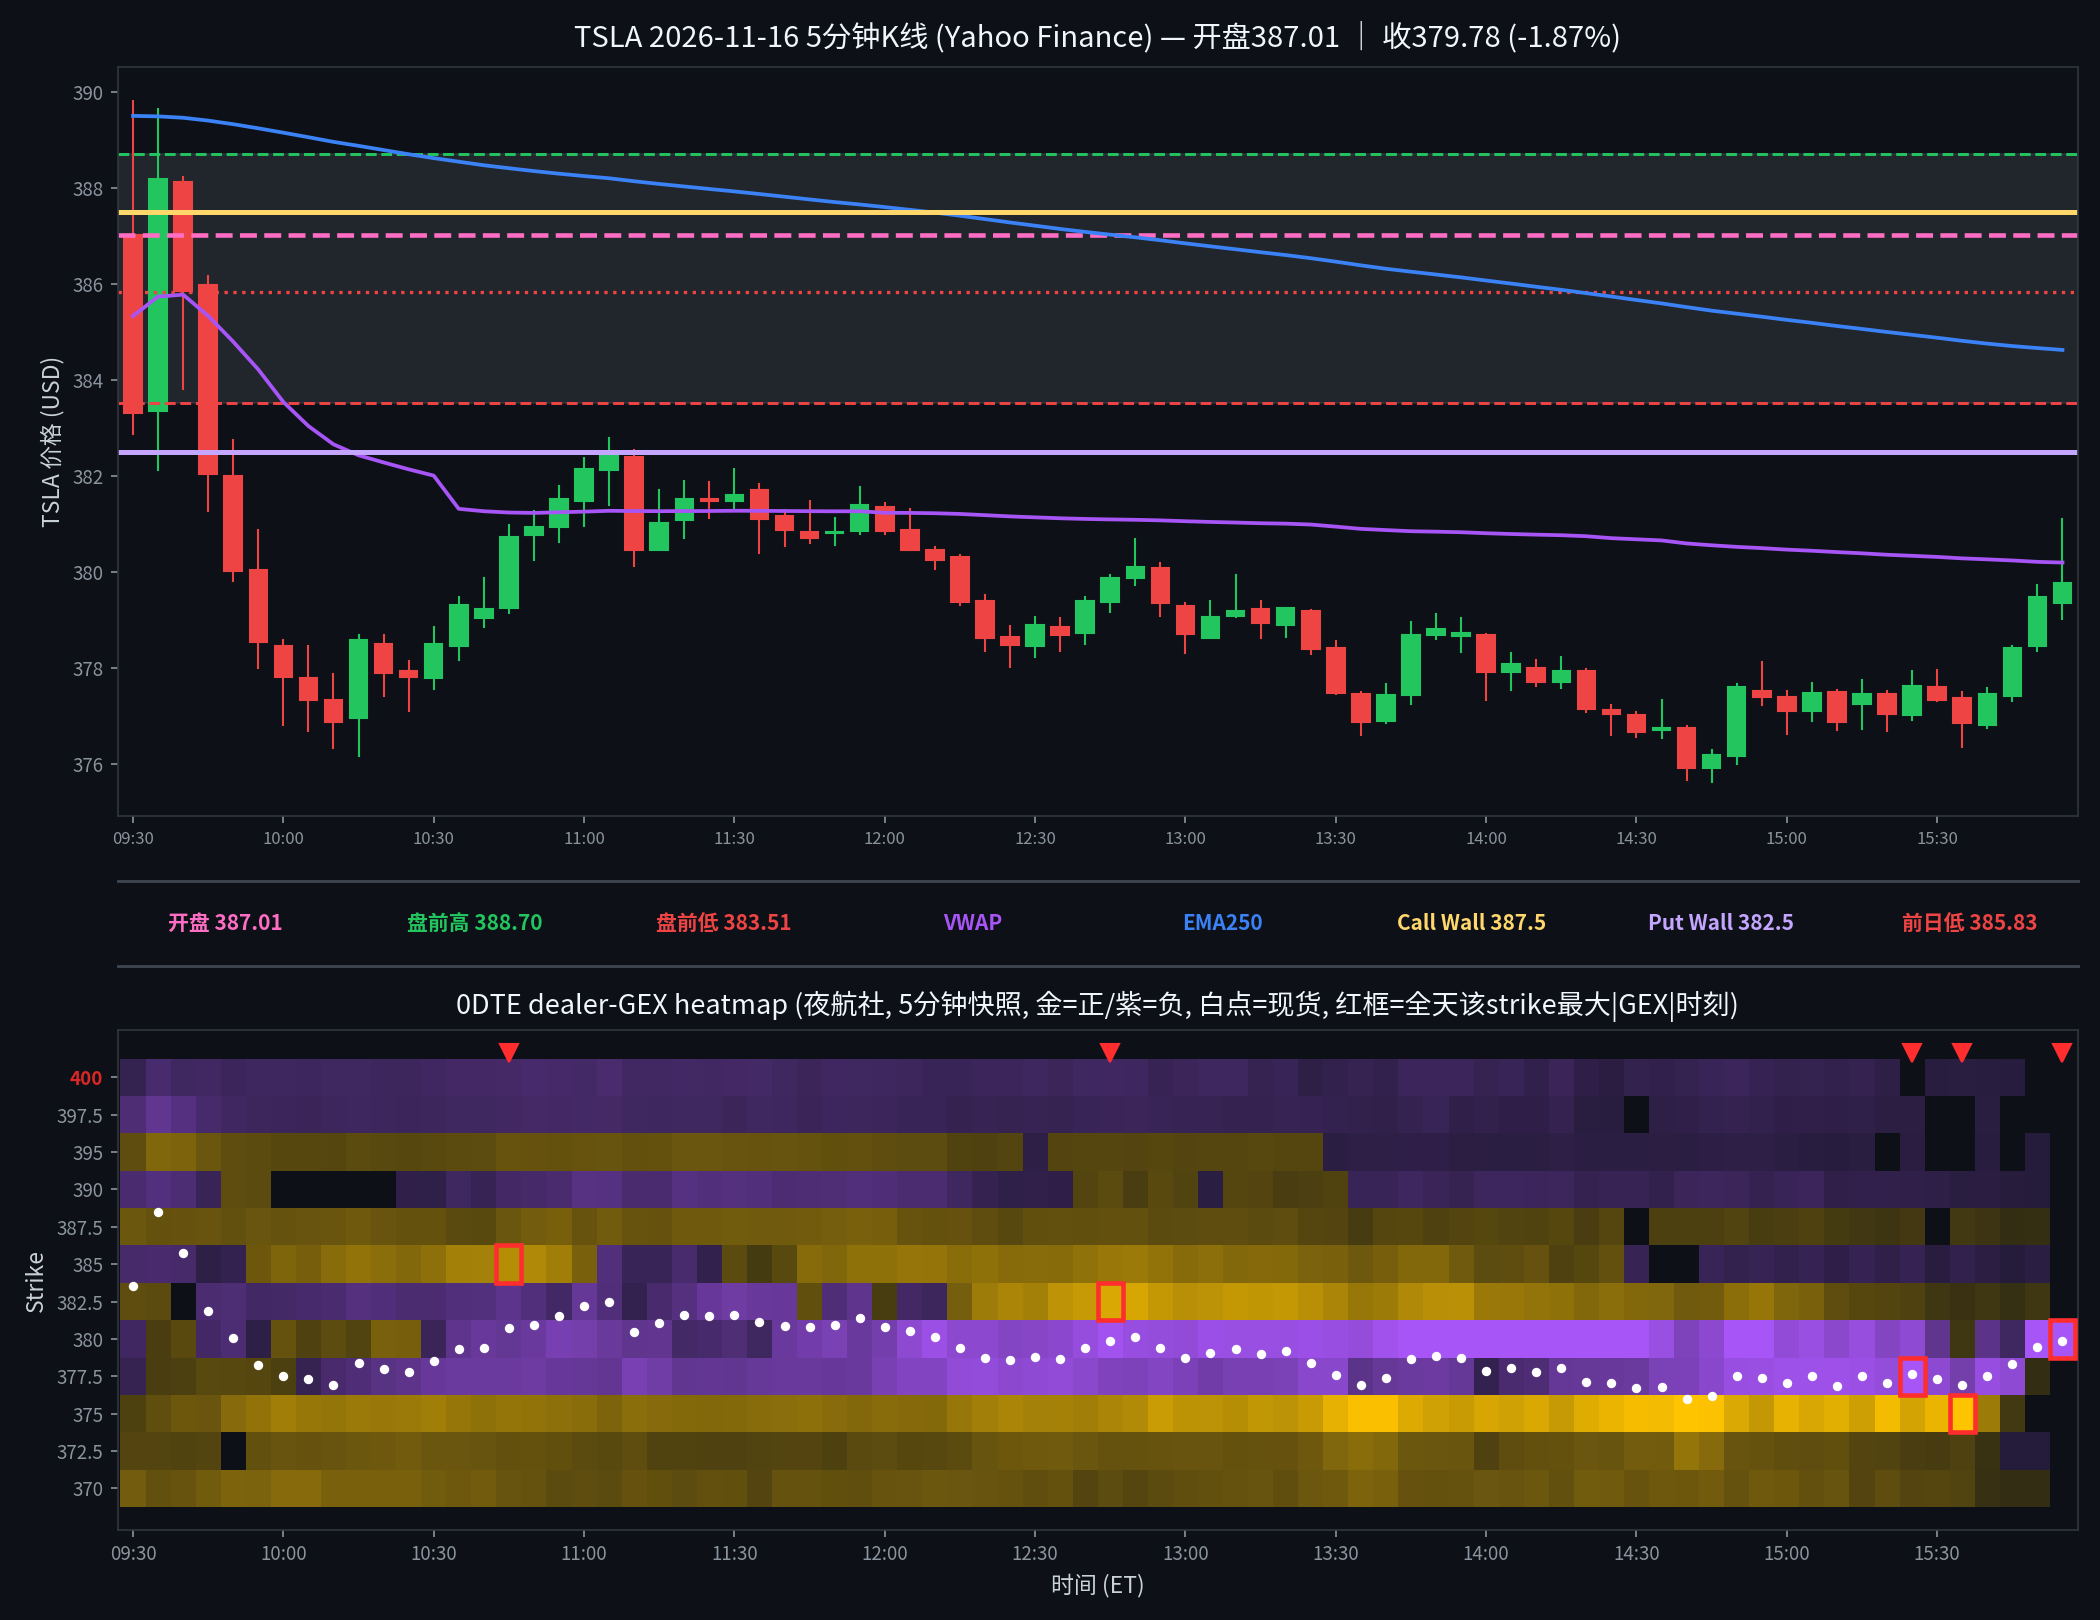 TSLA 2026-11-16 5分钟K线 (Yahoo Finance) — 开盘387.01 ｜ 收379.78 (-1.87%)
TSLA 价格 (USD)
390
388
386
384
382
380
378
376
09:30 10:00 10:30 11:00 11:30 12:00 12:30 13:00 13:30 14:00 14:30 15:00 15:30
开盘 387.01 盘前高 388.70 盘前低 383.51 VWAP EMA250 Call Wall 387.5 Put Wall 382.5 前日低 385.83
0DTE dealer-GEX heatmap (夜航社, 5分钟快照, 金=正/紫=负, 白点=现货, 红框=全天该strike最大|GEX|时刻)
Strike
400
397.5
395
390
387.5
385
382.5
380
377.5
375
372.5
370
09:30 10:00 10:30 11:00 11:30 12:00 12:30 13:00 13:30 14:00 14:30 15:00 15:30
时间 (ET)